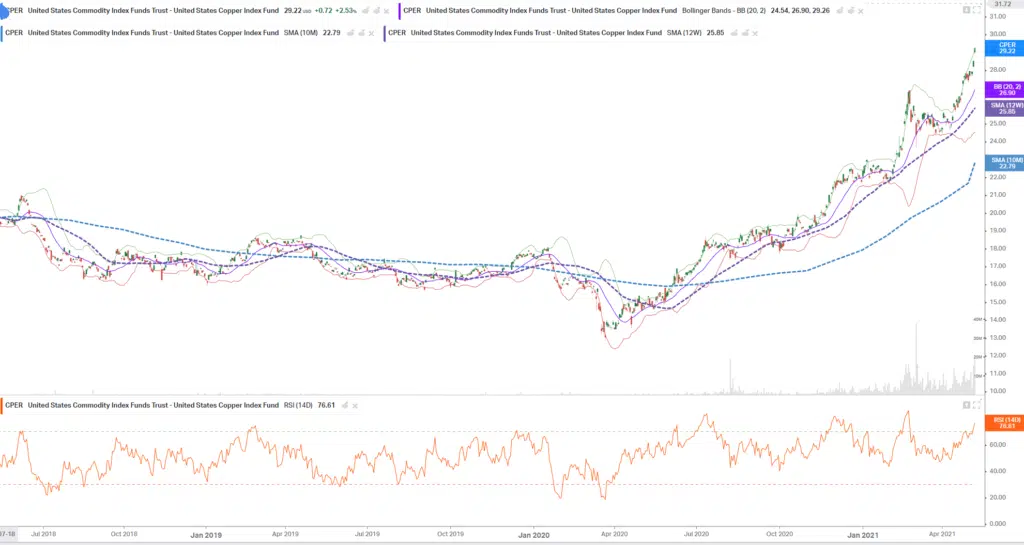 CPER United States Commodity Index Funds Trust - United States Copper Index Fund 29.22 USD +0.72 +2.53%
CPER United States Commodity Index Funds Trust - United States Copper Index Fund Bollinger Bands - BB (20, 2) 24.54, 26.90, 29.26
CPER United States Commodity Index Funds Trust - United States Copper Index Fund SMA (10M) 22.79
CPER United States Commodity Index Funds Trust - United States Copper Index Fund SMA (12W) 25.85
31.72
31.00
30.00
CPER
29.22
28.00
BB (20, 2)
26.90
SMA (12W)
25.85
25.00
SMA (10M)
22.79
22.00
21.00
20.00
19.00
18.00
17.00
16.00
15.00
14.00
13.00
12.00
11.00
10.00
40M
30M
20M
10M
CPER United States Commodity Index Funds Trust - United States Copper Index Fund RSI (14D) 76.61
RSI (14D)
76.61
60.00
40.00
20.00
0.000
07-18 Jul 2018 Oct 2018 Jan 2019 Apr 2019 Jul 2019 Oct 2019 Jan 2020 Apr 2020 Jul 2020 Oct 2020 Jan 2021 Apr 2021